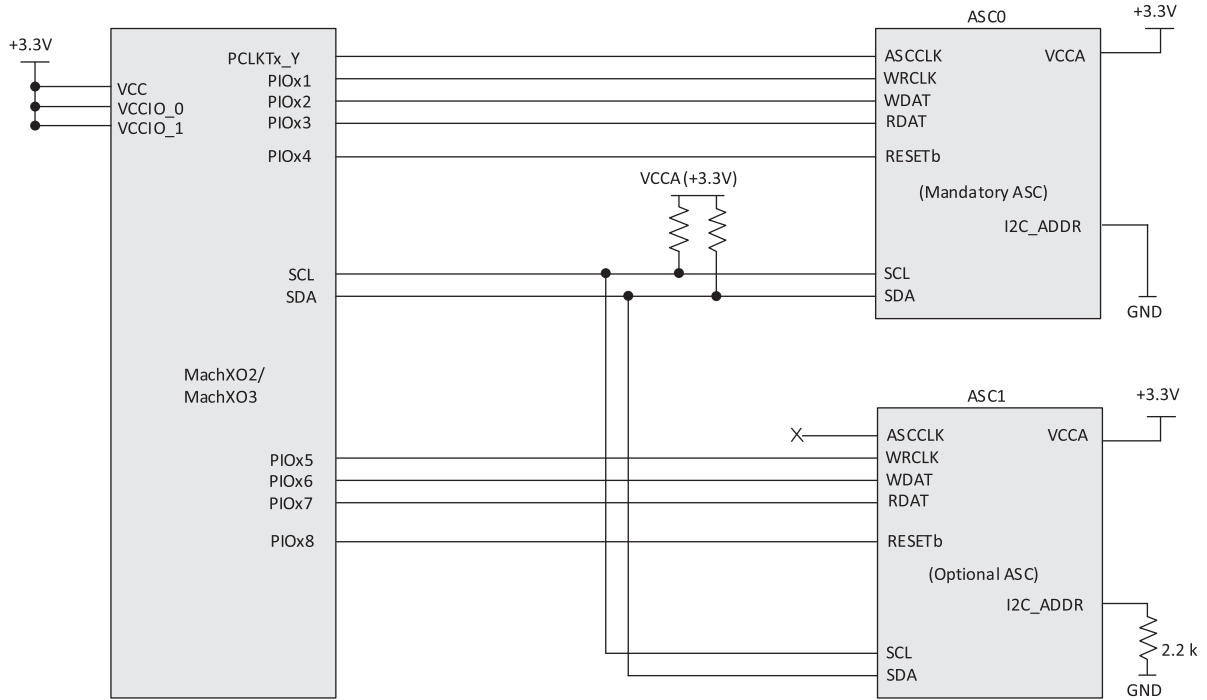 +3.3V
VCC
VCCIO_0
VCCIO_1
PCLKTx_Y
PIOx1
PIOx2
PIOx3
PIOx4
SCL
SDA
MachXO2/
MachXO3
PIOx5
PIOx6
PIOx7
PIOx8
VCCA (+3.3V)
ASC0
+3.3V
ASCCLK
VCCA
WRCLK
WDAT
RDAT
RESETb
(Mandatory ASC)
I2C_ADDR
SCL
SDA
GND
ASC1
+3.3V
X
ASCCLK
VCCA
WRCLK
WDAT
RDAT
RESETb
(Optional ASC)
I2C_ADDR
2.2 k
SCL
SDA
GND